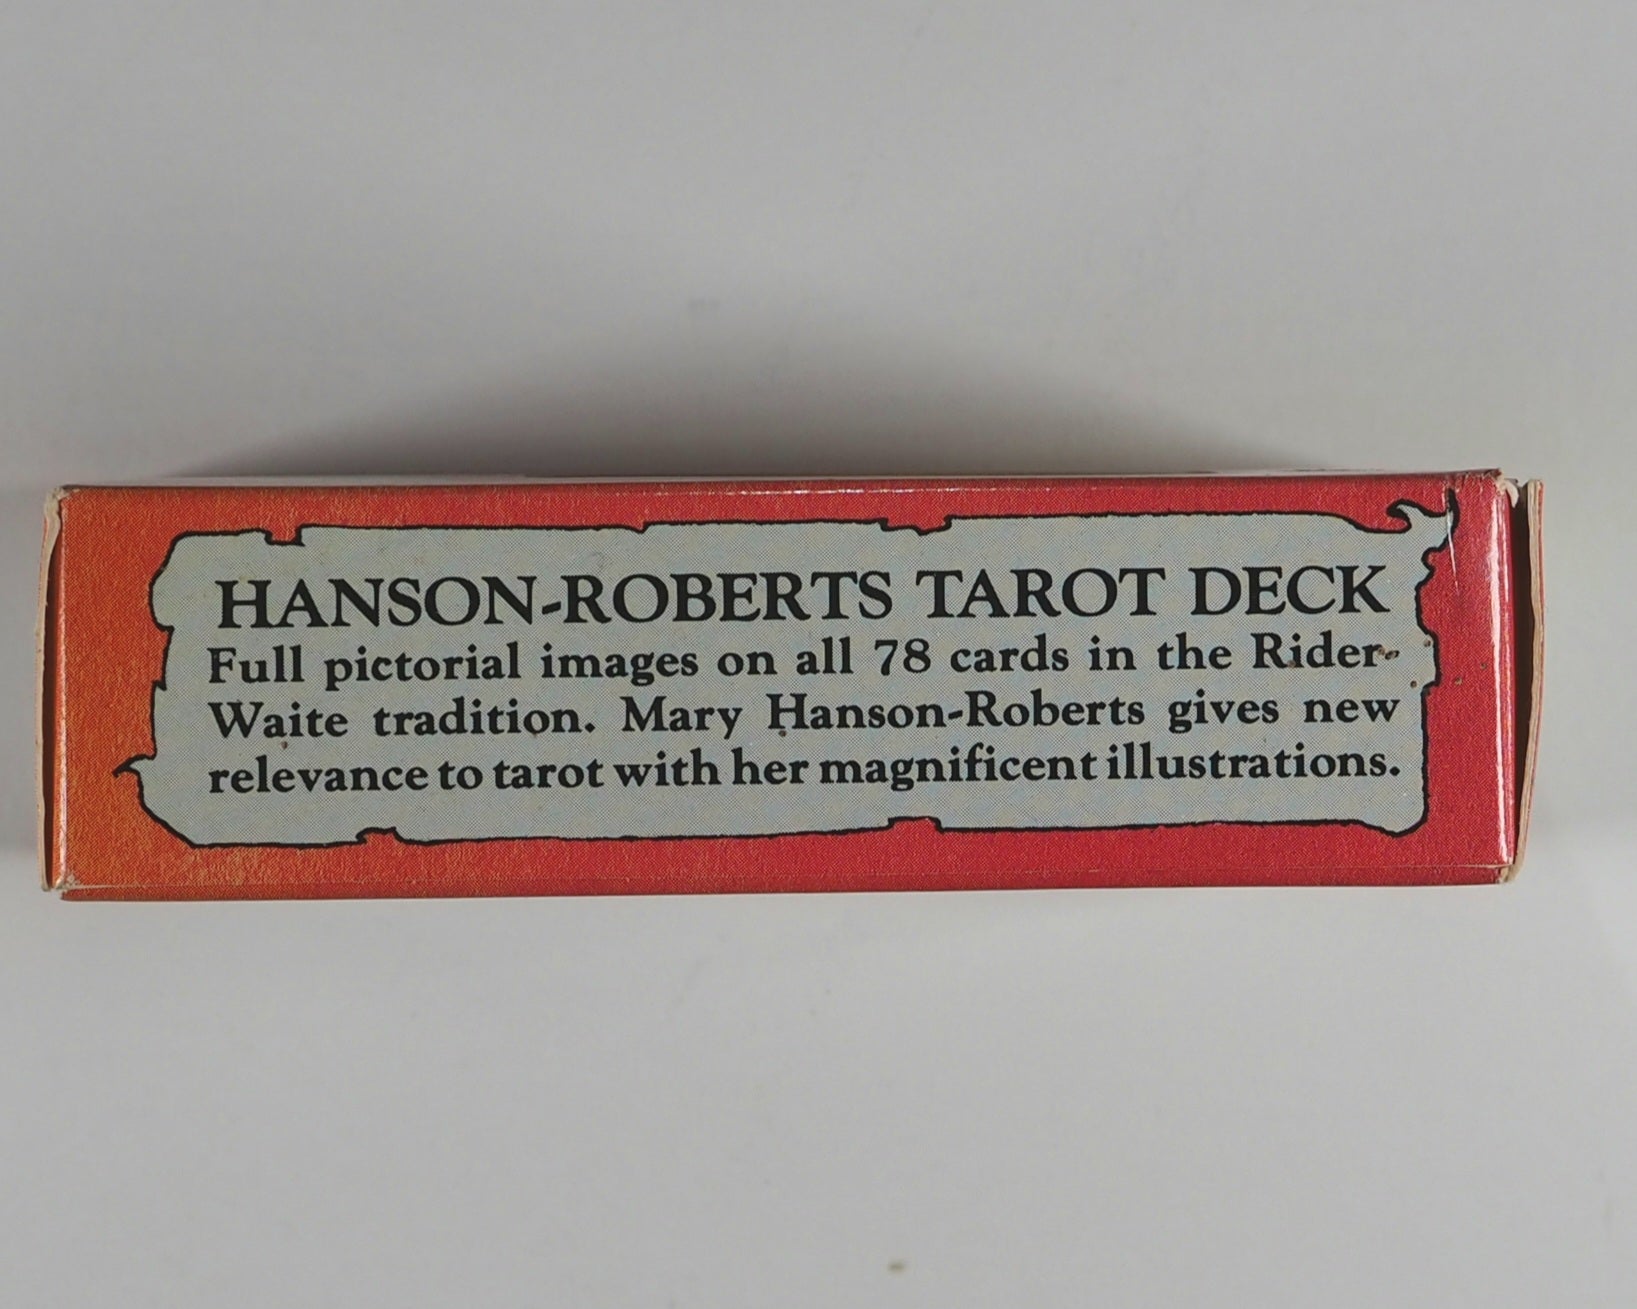 HANSON-ROBERTS TAROT DECK
Full pictorial images on all 78 cards in the Rider-
Waite tradition. Mary Hanson-Roberts gives new
relevance to tarot with her magnificent illustrations.